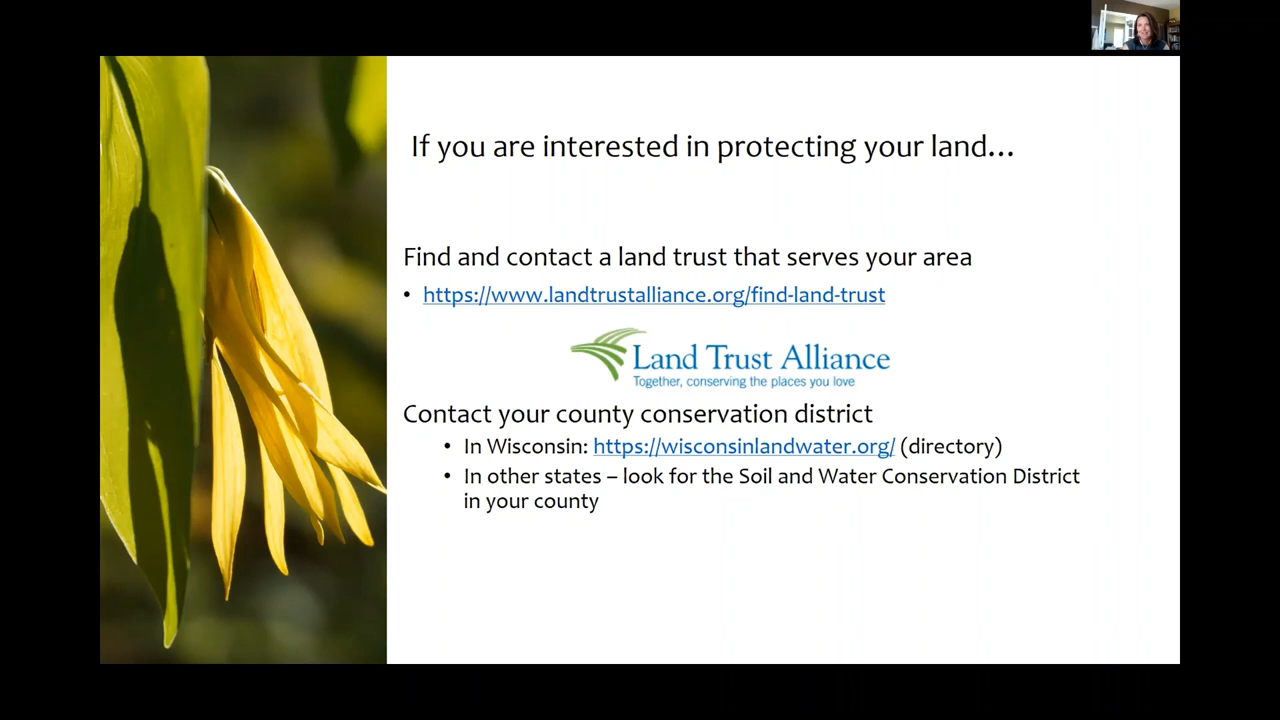 If you are interested in protecting your land…
Find and contact a land trust that serves your area
• https://www.landtrustalliance.org/find-land-trust
Land Trust Alliance
Together, conserving the places you love
Contact your county conservation district
• In Wisconsin: https://wisconsinlandwater.org/ (directory)
• In other states – look for the Soil and Water Conservation District
in your county